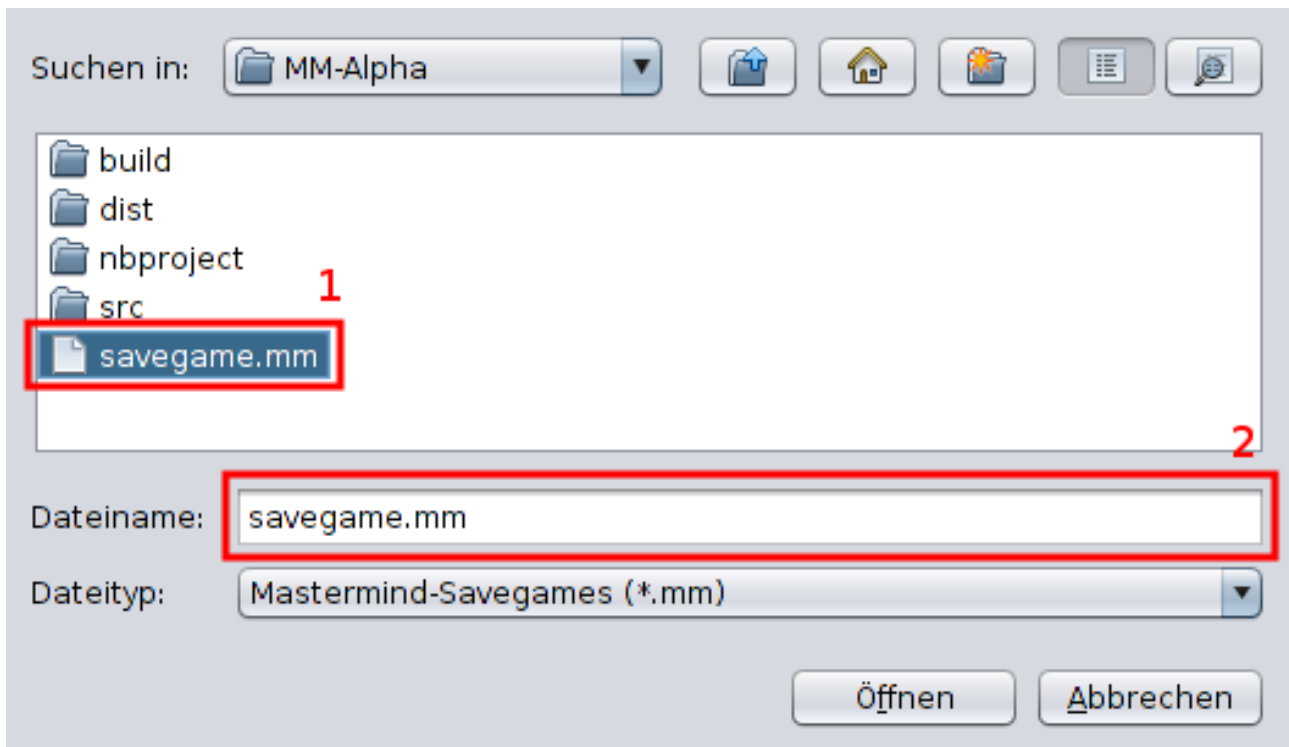 Suchen in: MM-Alpha
build
dist
nbproject
1
src
savegame.mm
2
Dateiname: savegame.mm
Dateityp: Mastermind-Savegames (*.mm)
Öffnen Abbrechen